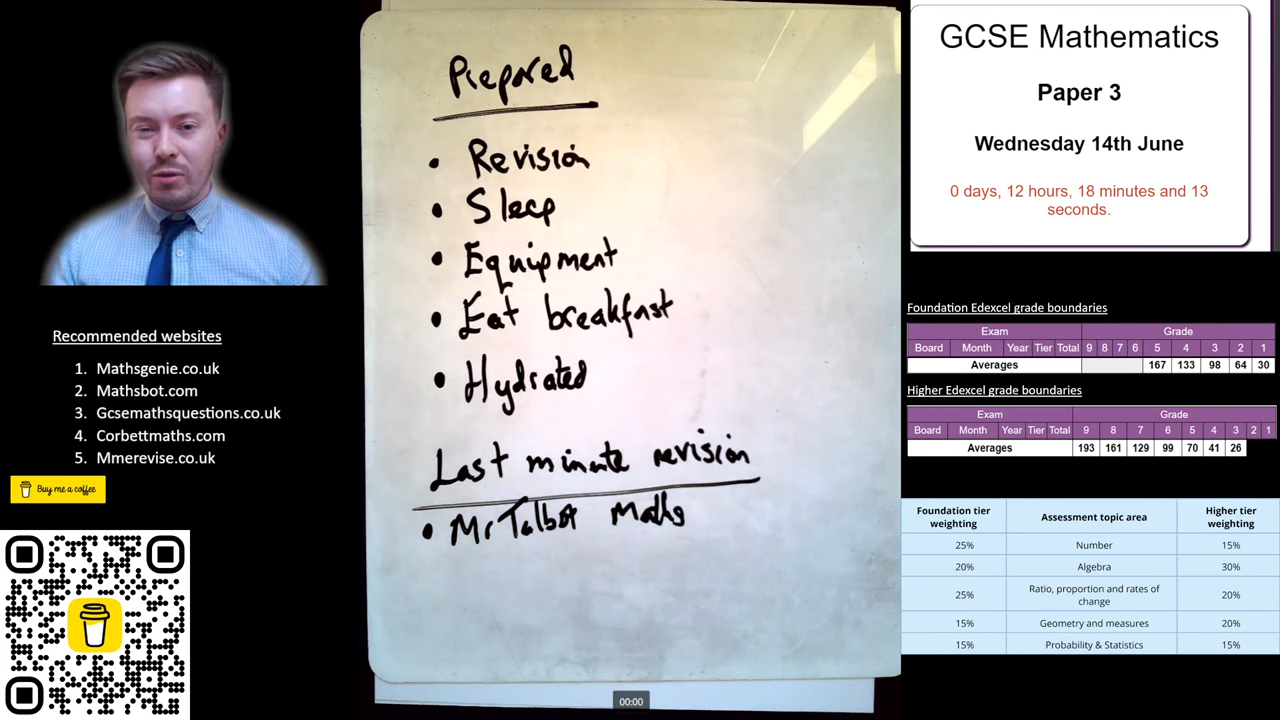 Prepared
• Revision
• Sleep
• Equipment
• Eat breakfast
• Hydrated
Last minute revision
• Mr Talbot Maths
00:00
Recommended websites
1. Mathsgenie.co.uk
2. Mathsbot.com
3. Gcsemathsquestions.co.uk
4. Corbettmaths.com
5. Mmerevise.co.uk
Buy me a coffee
GCSE Mathematics
Paper 3
Wednesday 14th June
0 days, 12 hours, 18 minutes and 13
seconds.
Foundation Edexcel grade boundaries
Exam Grade
Board Month Year Tier Total 9 8 7 6 5 4 3 2 1
Averages 167 133 98 64 30
Higher Edexcel grade boundaries
Exam Grade
Board Month Year Tier Total 9 8 7 6 5 4 3 2 1
Averages 193 161 129 99 70 41 26
Foundation tier Assessment topic area Higher tier
weighting weighting
25% Number 15%
20% Algebra 30%
25% Ratio, proportion and rates of 20%
change
15% Geometry and measures 20%
15% Probability & Statistics 15%